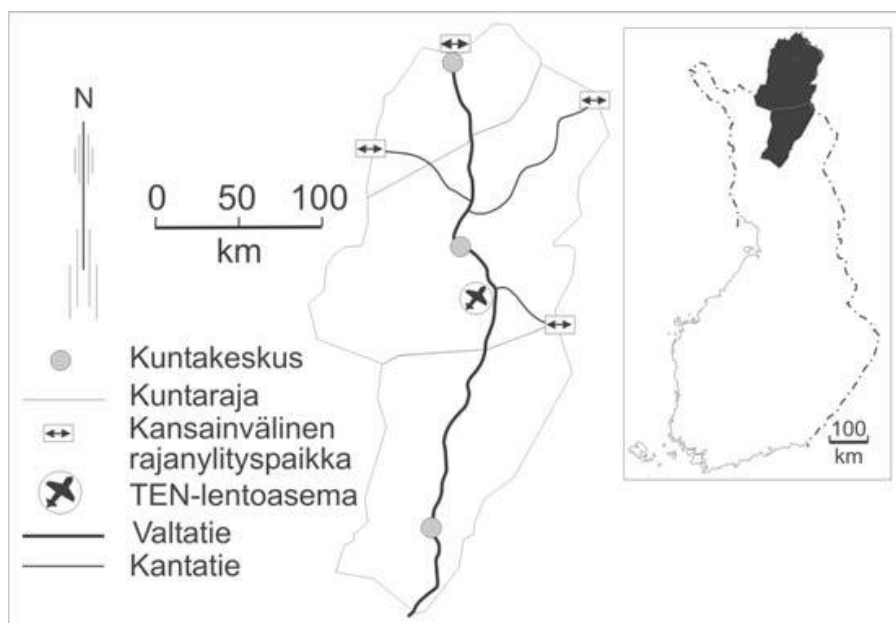 N
0 50 100
km
Kuntakeskus
Kuntaraja
Kansainvälinen
rajanylityspaikka
TEN-lentoasema
Valtatie
Kantatie
100
km